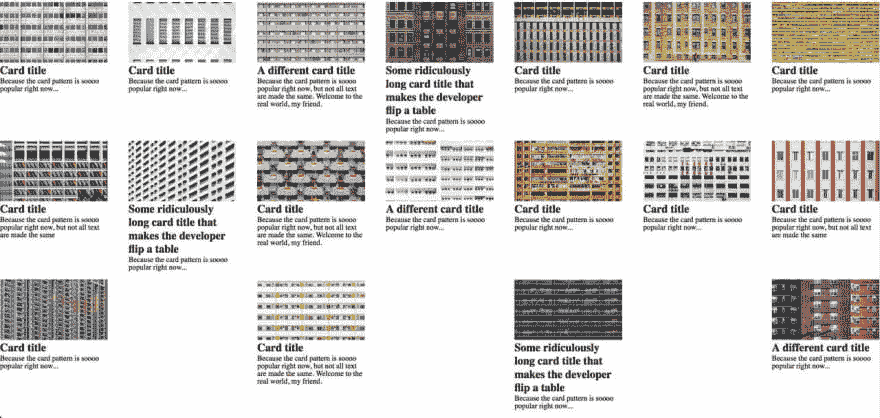 Card title
Because the card pattern is soooo
popular right now...
Card title
Because the card pattern is soooo
popular right now...
A different card title
Because the card pattern is soooo
popular right now, but not all text
are made the same. Welcome to the
real world, my friend.
Some ridiculously
long card title that
makes the developer
flip a table
Because the card pattern is soooo
popular right now...
Card title
Because the card pattern is soooo
popular right now...
Card title
Because the card pattern is soooo
popular right now, but not all text
are made the same. Welcome to the
real world, my friend.
Card title
Because the card pattern is soooo
popular right now...
Card title
Because the card pattern is soooo
popular right now, but not all text
are made the same
Some ridiculously
long card title that
makes the developer
flip a table
Because the card pattern is soooo
popular right now...
Card title
Because the card pattern is soooo
popular right now, but not all text
are made the same. Welcome to the
real world, my friend.
A different card title
Because the card pattern is soooo
popular right now...
Card title
Because the card pattern is soooo
popular right now...
Card title
Because the card pattern is soooo
popular right now...
Card title
Because the card pattern is soooo
popular right now, but not all text
are made the same
Card title
Because the card pattern is soooo
popular right now...
Card title
Because the card pattern is soooo
popular right now, but not all text
are made the same. Welcome to the
real world, my friend.
Some ridiculously
long card title that
makes the developer
flip a table
Because the card pattern is soooo
popular right now...
A different card title
Because the card pattern is soooo
popular right now...